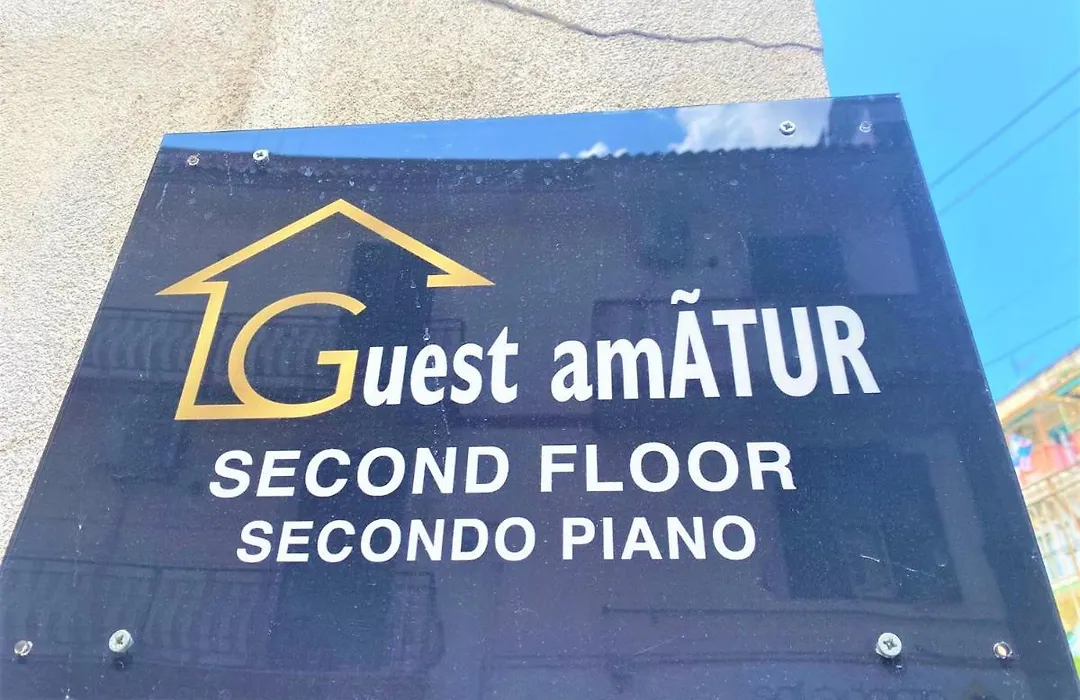 Guest amÃTUR
SECOND FLOOR
SECONDO PIANO